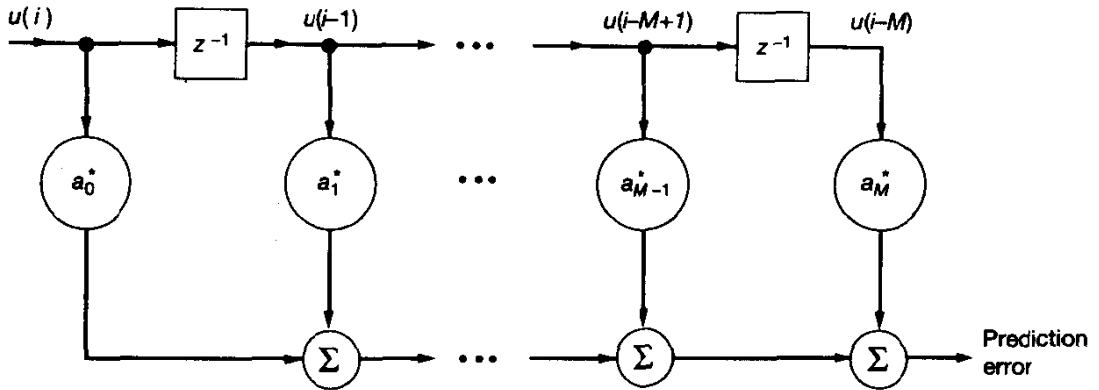 u(i) u(i–1) u(i–M+1) u(i–M)
z⁻¹ z⁻¹
•••
a₀* a₁* ••• a*M–1 a*M
Σ ••• Σ Σ Prediction
error